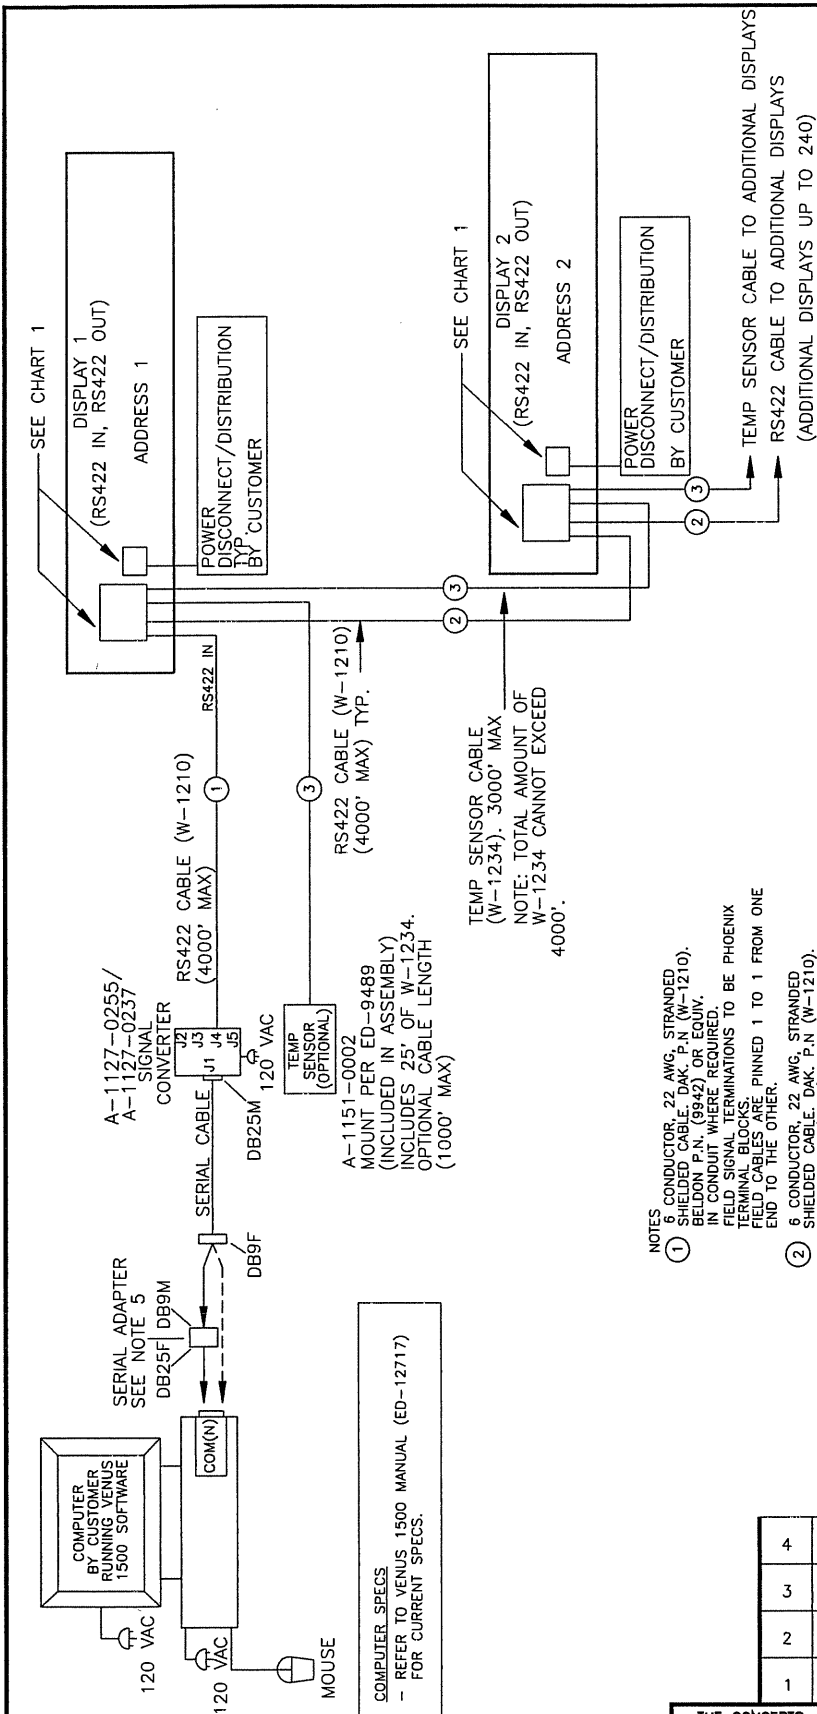 COMPUTER
BY CUSTOMER
RUNNING VENUS
1500 SOFTWARE
120 VAC
120 VAC
MOUSE
COM(N)
SERIAL ADAPTER
SEE NOTE 5
DB25F DB9M
DB9F
SERIAL CABLE
DB25M
A-1127-0255/
A-1127-0237
SIGNAL
CONVERTER
J1
J2
J3
J4
J5
120 VAC
RS422 CABLE (W-1210)
(4000' MAX)
1
RS422 IN
TEMP
SENSOR
(OPTIONAL)
A-1151-0002
MOUNT PER ED-9489
(INCLUDED IN ASSEMBLY)
INCLUDES 25' OF W-1234.
OPTIONAL CABLE LENGTH
(1000' MAX)
3
SEE CHART 1
DISPLAY 1
(RS422 IN, RS422 OUT)
ADDRESS 1
POWER
DISCONNECT/DISTRIBUTION
TYP.
BY CUSTOMER
RS422 CABLE (W-1210)
(4000' MAX) TYP.
2
3
TEMP SENSOR CABLE
(W-1234). 3000' MAX
NOTE: TOTAL AMOUNT OF
W-1234 CANNOT EXCEED
4000'.
SEE CHART 1
DISPLAY 2
(RS422 IN, RS422 OUT)
ADDRESS 2
POWER
DISCONNECT/DISTRIBUTION
BY CUSTOMER
3
2
TEMP SENSOR CABLE TO ADDITIONAL DISPLAYS
RS422 CABLE TO ADDITIONAL DISPLAYS
(ADDITIONAL DISPLAYS UP TO 240)
COMPUTER SPECS
- REFER TO VENUS 1500 MANUAL (ED-12717)
FOR CURRENT SPECS.
NOTES
1 6 CONDUCTOR, 22 AWG, STRANDED
SHIELDED CABLE. DAK. P.N (W-1210).
BELDON P.N. (9942) OR EQUIV.
IN CONDUIT WHERE REQUIRED.
FIELD SIGNAL TERMINATIONS TO BE PHOENIX
TERMINAL BLOCKS.
FIELD CABLES ARE PINNED 1 TO 1 FROM ONE
END TO THE OTHER.
2 6 CONDUCTOR, 22 AWG, STRANDED
SHIELDED CABLE. DAK. P.N (W-1210).
4
3
2
1